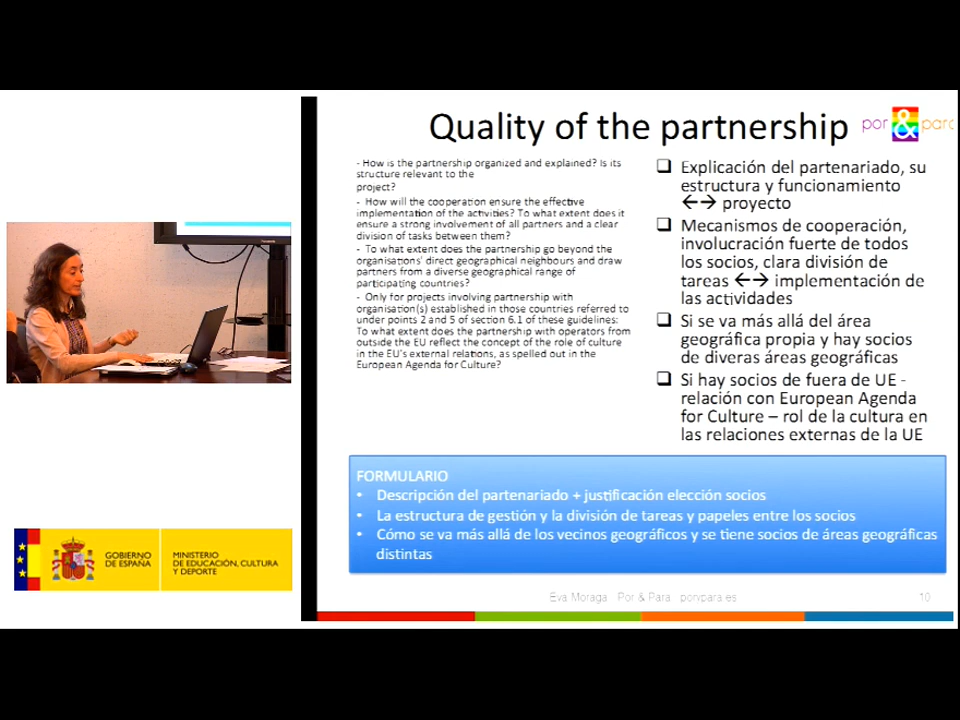 Quality of the partnership
por & para
- How is the partnership organized and explained? Is its
structure relevant to the
project?
- How will the cooperation ensure the effective
implementation of the activities? To what extent does it
ensure a strong involvement of all partners and a clear
division of tasks between them?
- To what extent does the partnership go beyond the
organisations' direct geographical neighbours and draw
partners from a diverse geographical range of
participating countries?
- Only for projects involving partnership with
organisation(s) established in those countries referred to
under points 2 and 5 of section 6.1 of these guidelines:
To what extent does the partnership with operators from
outside the EU reflect the concept of the role of culture
in the EU's external relations, as spelled out in the
European Agenda for Culture?
❑ Explicación del partenariado, su
estructura y funcionamiento
←→ proyecto
❑ Mecanismos de cooperación,
involucración fuerte de todos
los socios, clara división de
tareas ←→ implementación de
las actividades
❑ Si se va más allá del área
geográfica propia y hay socios
de diveras áreas geográficas
❑ Si hay socios de fuera de UE -
relación con European Agenda
for Culture – rol de la cultura en
las relaciones externas de la UE
FORMULARIO
• Descripción del partenariado + justificación elección socios
• La estructura de gestión y la división de tareas y papeles entre los socios
• Cómo se va más allá de los vecinos geográficos y se tiene socios de áreas geográficas
distintas
Eva Moraga Por & Para porypara.es
10
GOBIERNO
DE ESPAÑA
MINISTERIO
DE EDUCACIÓN, CULTURA
Y DEPORTE